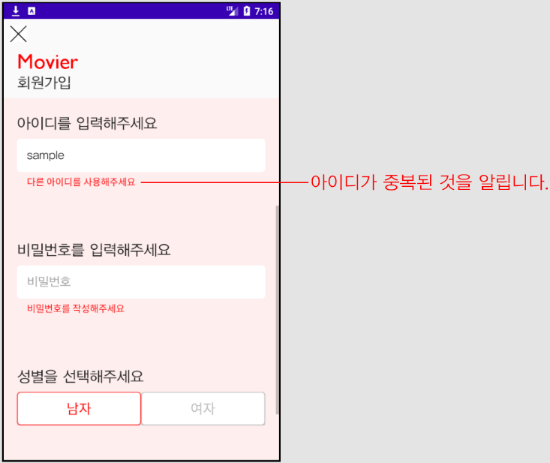 7:16
Movier
회원가입
아이디를 입력해주세요
sample
다른 아이디를 사용해주세요
아이디가 중복된 것을 알립니다.
비밀번호를 입력해주세요
비밀번호
비밀번호를 작성해주세요
성별을 선택해주세요
남자 여자